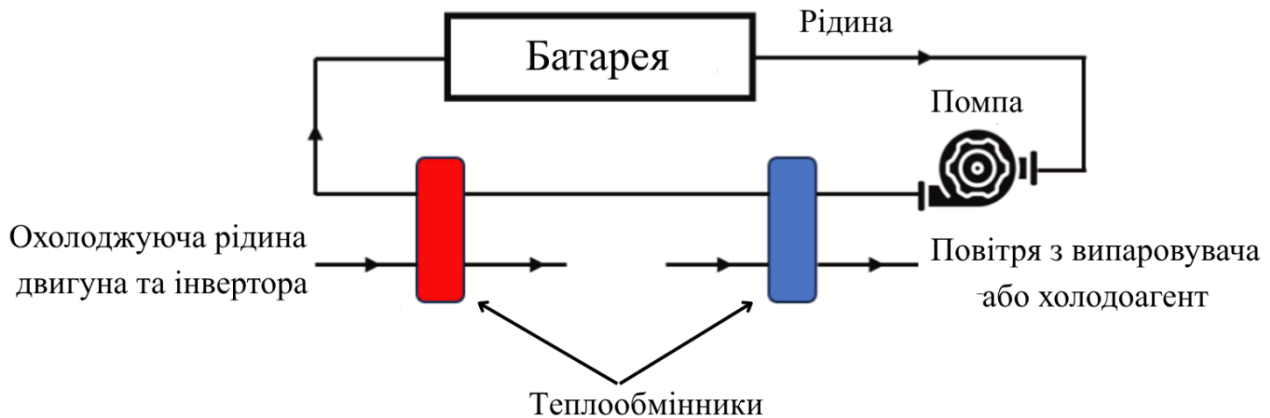 Рідина
Батарея
Помпа
Охолоджуюча рідина
двигуна та інвертора
Повітря з випаровувача
або холодоагент
Теплообмінники